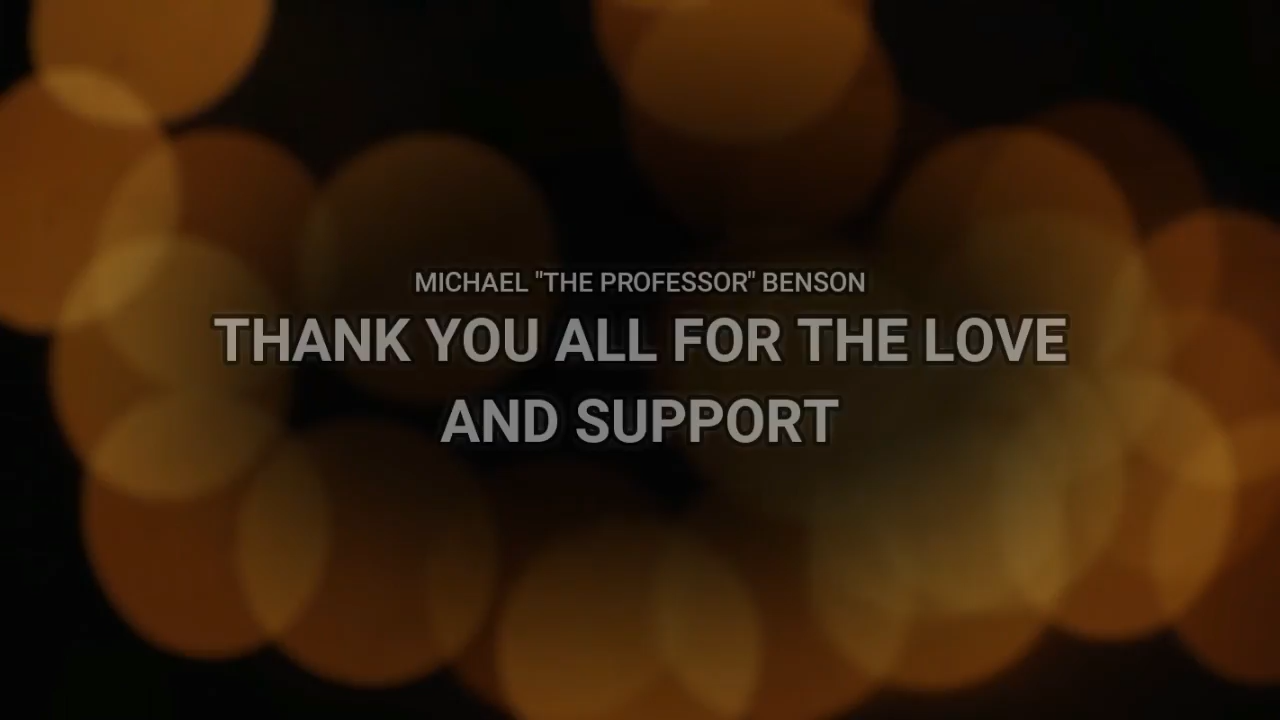 MICHAEL "THE PROFESSOR" BENSON
THANK YOU ALL FOR THE LOVE
AND SUPPORT